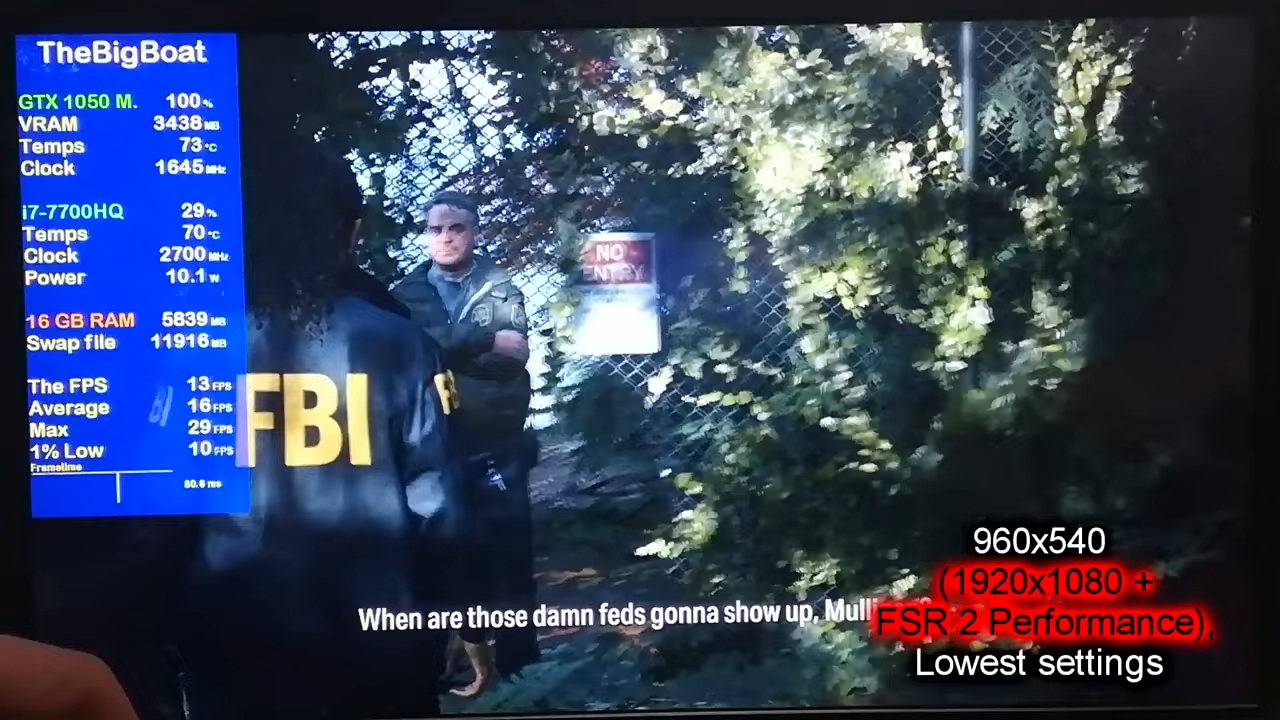 TheBigBoat
GTX 1050 M. 100 %
VRAM 3438 MB
Temps 73 °C
Clock 1645 MHz
i7-7700HQ 29 %
Temps 70 °C
Clock 2700 MHz
Power 10.1 W
16 GB RAM 5839 MB
Swap file 11916 MB
The FPS 13 FPS
Average 16 FPS
Max 29 FPS
1% Low 10 FPS
Frametime
80.6 ms
NO
ENTRY
FBI
When are those damn feds gonna show up, Mulli
960x540
(1920x1080 +
FSR 2 Performance),
Lowest settings